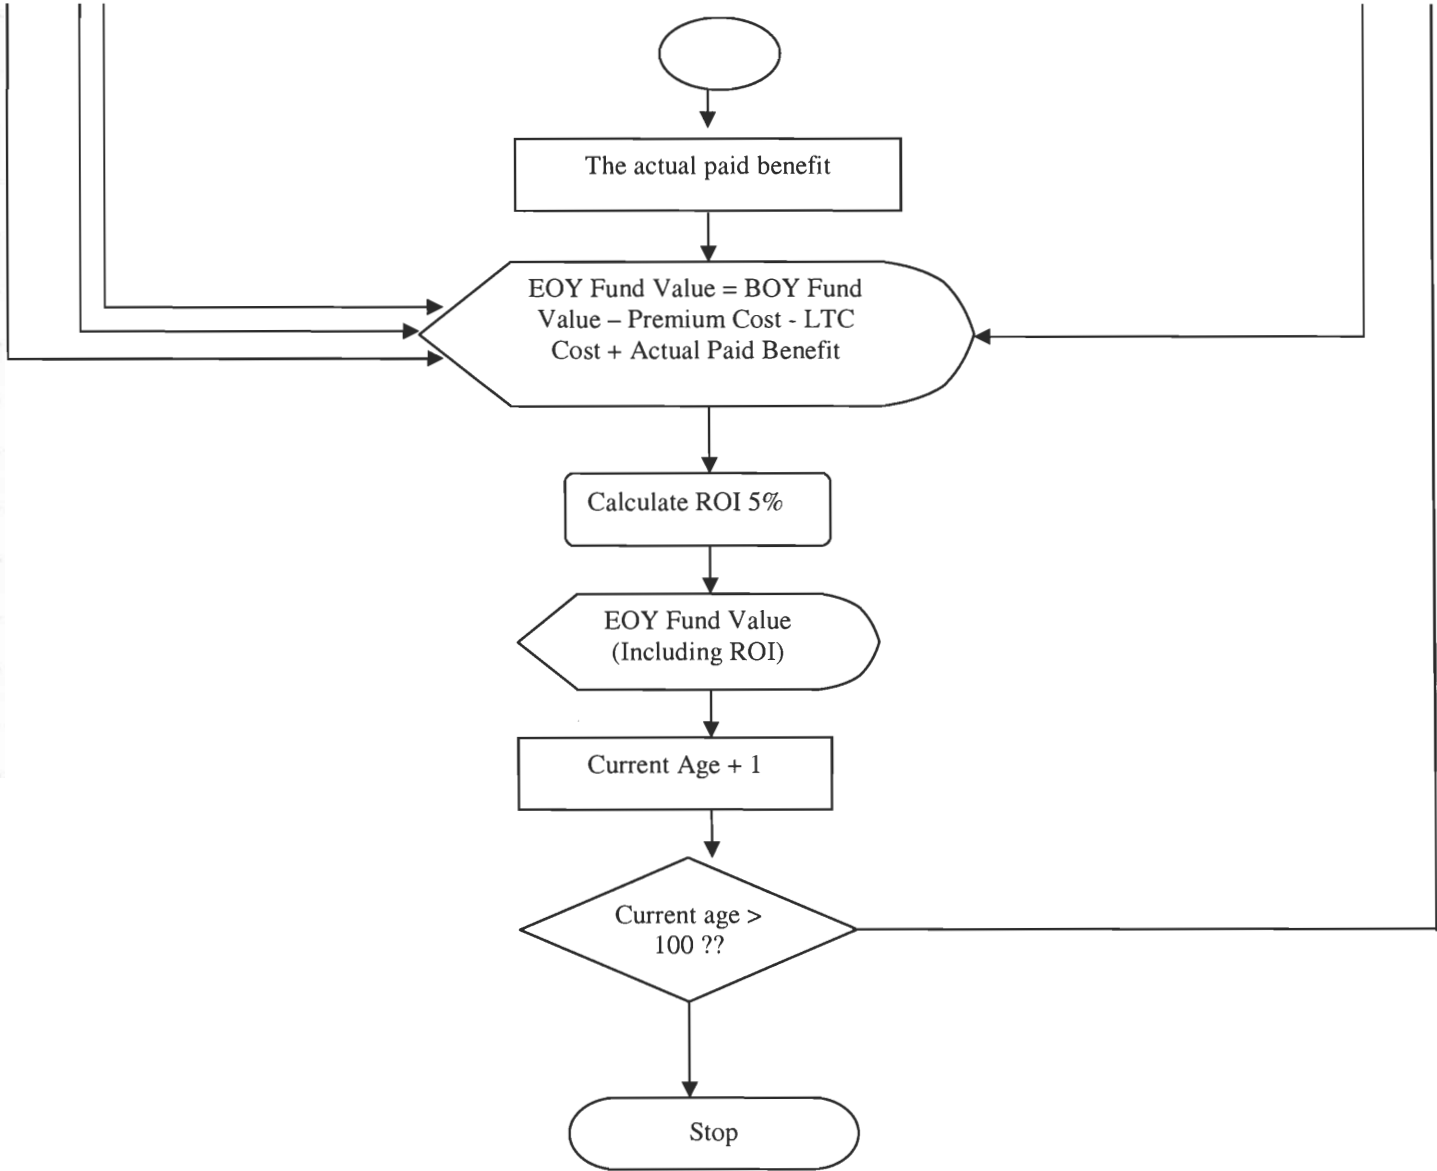 The actual paid benefit
EOY Fund Value = BOY Fund
Value – Premium Cost - LTC
Cost + Actual Paid Benefit
Calculate ROI 5%
EOY Fund Value
(Including ROI)
Current Age + 1
Current age >
100 ??
Stop